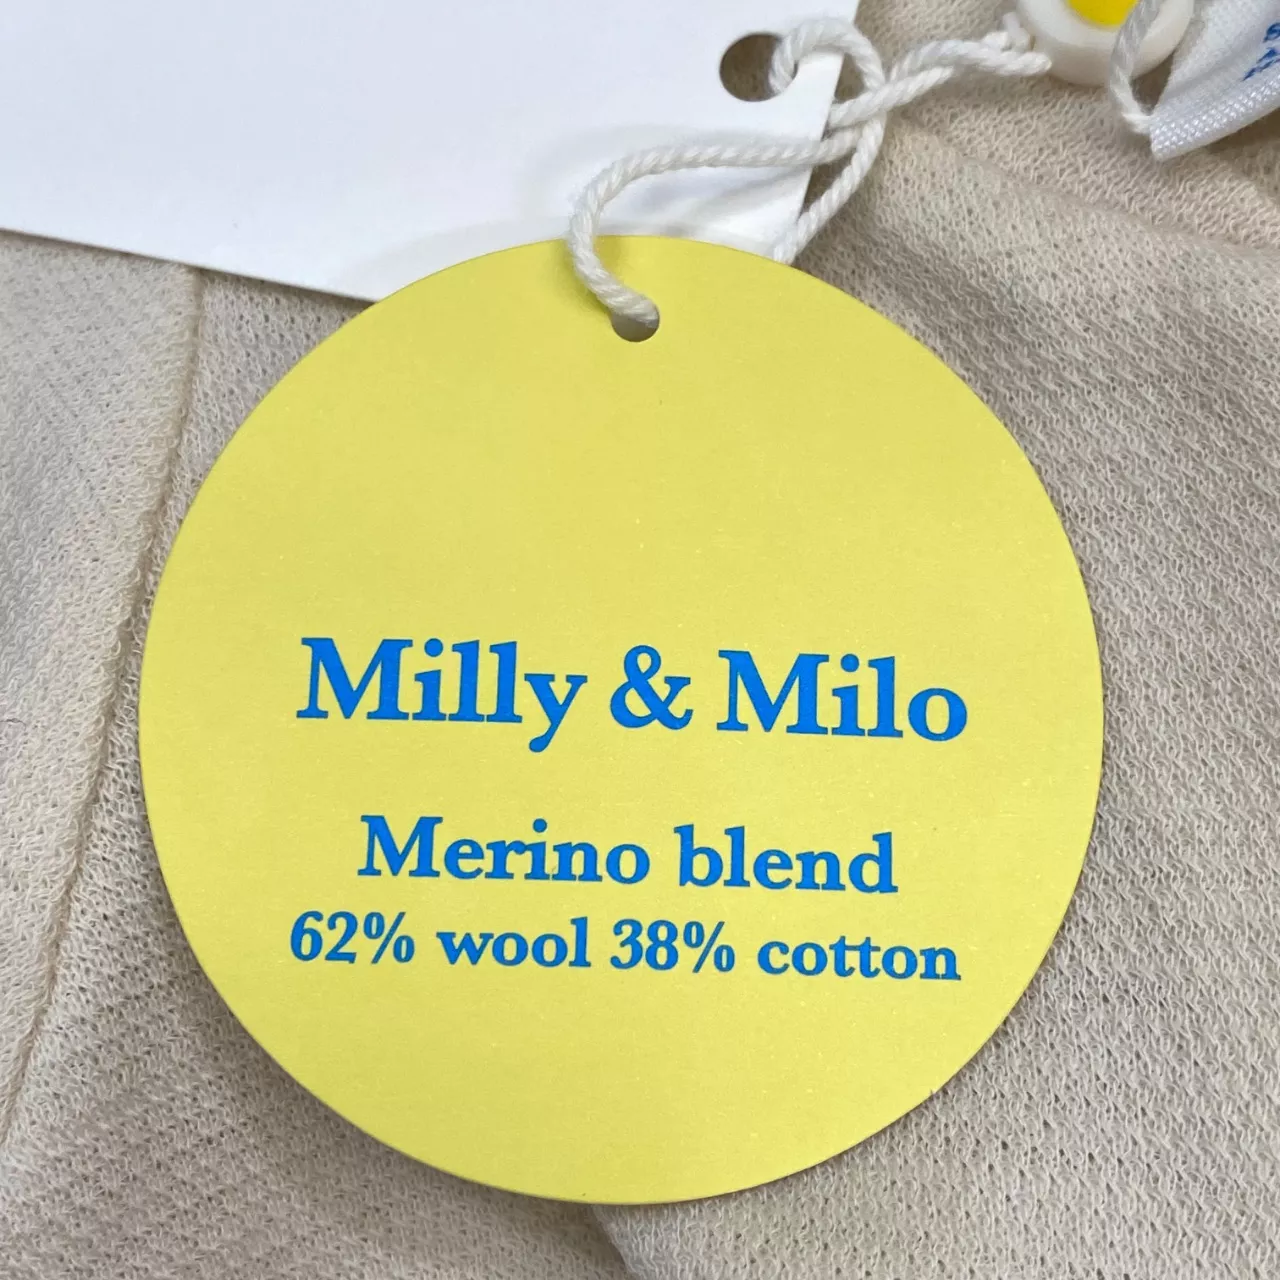 Milly & Milo
Merino blend
62% wool 38% cotton